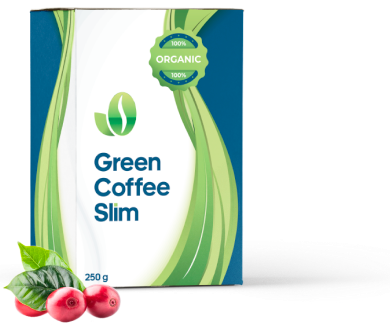 100%
ORGANIC
100%
Green
Coffee
Slim
250 g